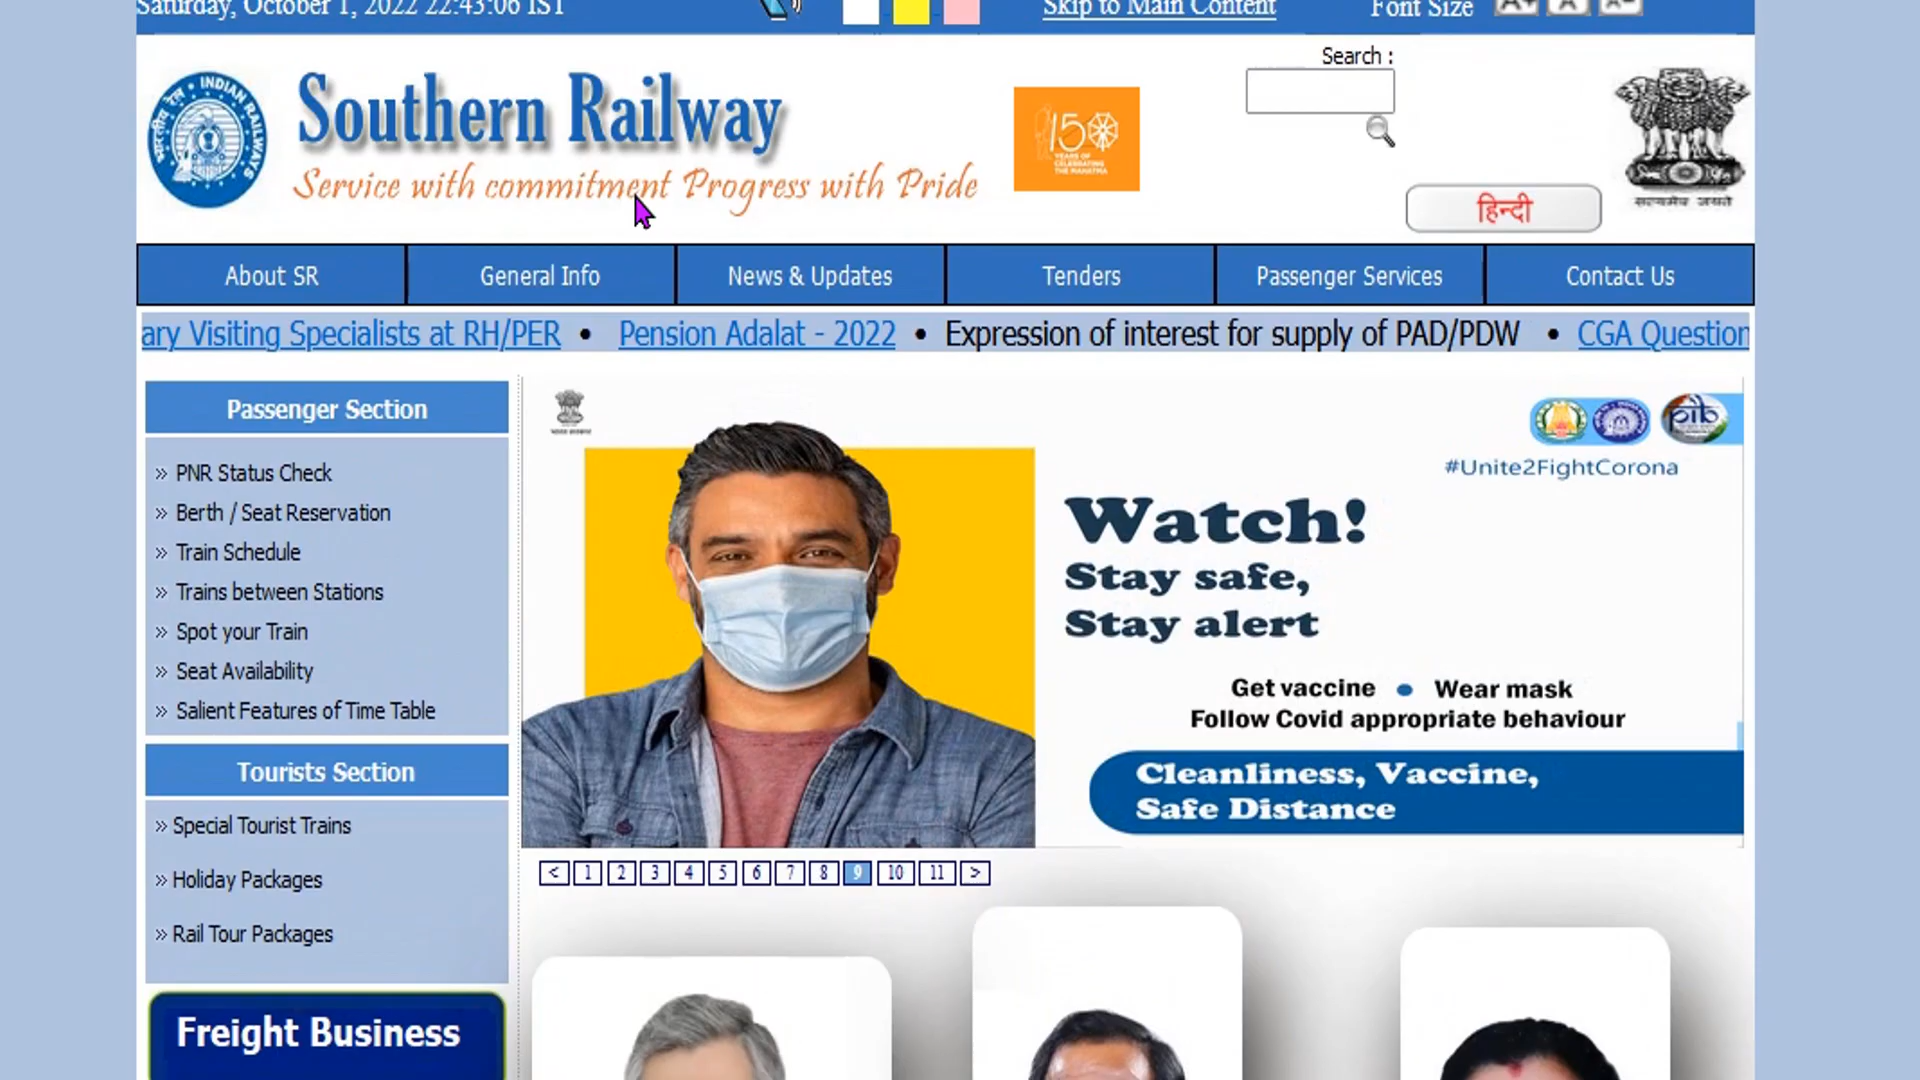 Saturday, October 1, 2022 22:43:06 IST
Skip to Main Content
Font Size
A+ A A-
INDIAN RAILWAYS
भारतीय रेल
Southern Railway
Service with commitment Progress with Pride
150
YEARS OF
CELEBRATING
THE MAHATMA
Search :
हिन्दी
सत्यमेव जयते
About SR
General Info
News & Updates
Tenders
Passenger Services
Contact Us
ary Visiting Specialists at RH/PER • Pension Adalat - 2022 • Expression of interest for supply of PAD/PDW • CGA Question
Passenger Section
» PNR Status Check
» Berth / Seat Reservation
» Train Schedule
» Trains between Stations
» Spot your Train
» Seat Availability
» Salient Features of Time Table
Tourists Section
» Special Tourist Trains
» Holiday Packages
» Rail Tour Packages
Freight Business
pib
#Unite2FightCorona
Watch!
Stay safe,
Stay alert
Get vaccine • Wear mask
Follow Covid appropriate behaviour
Cleanliness, Vaccine,
Safe Distance
< 1 2 3 4 5 6 7 8 9 10 11 >